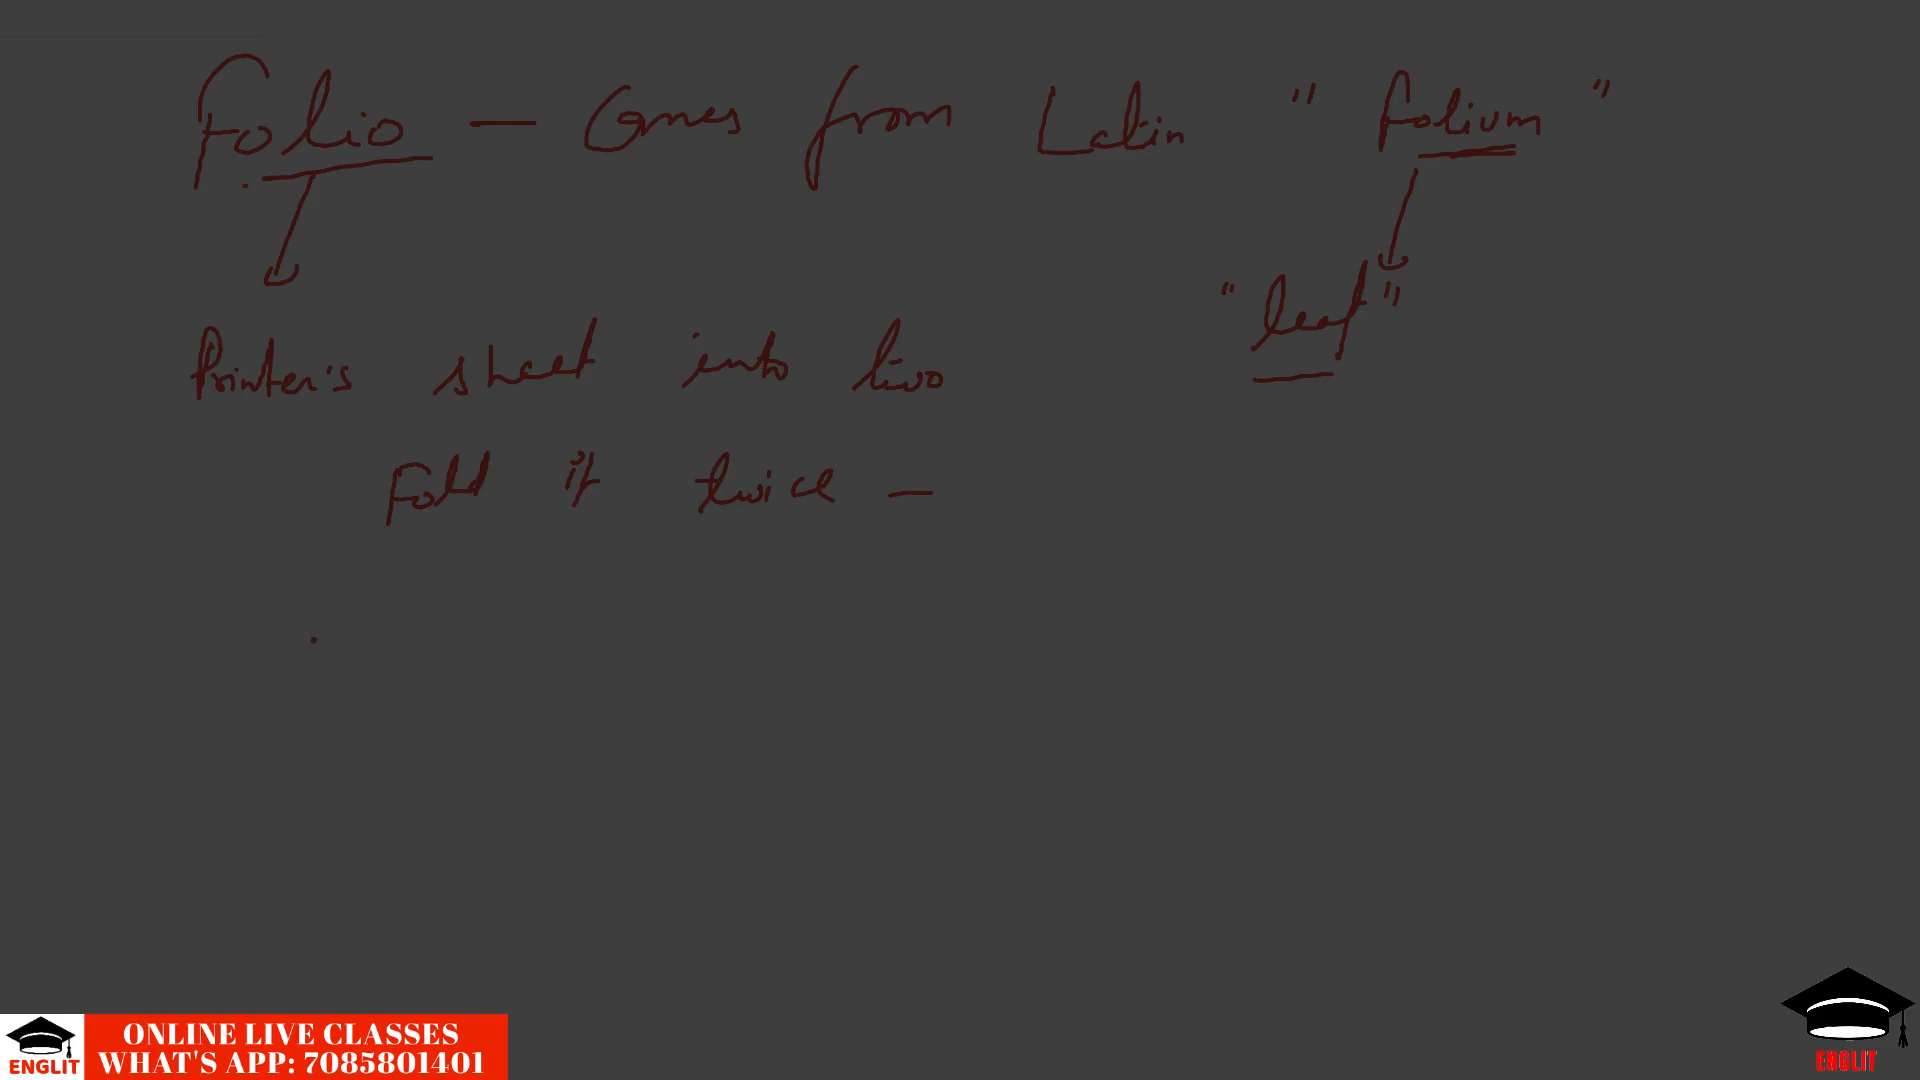 Folio — Comes from Latin " folium "
"leaf"
Printer's sheet into two
Fold it twice —
ONLINE LIVE CLASSES
WHAT'S APP: 7085801401
ENGLIT
ENGLIT